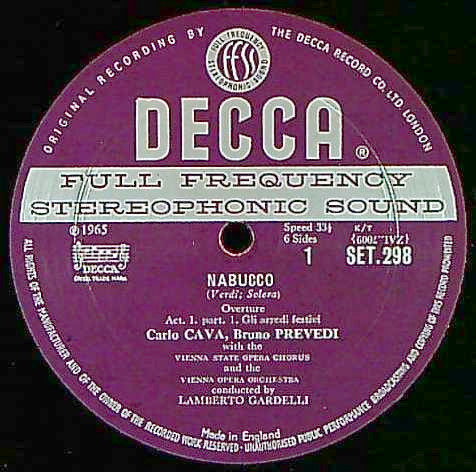 ORIGINAL RECORDING BY THE DECCA RECORD CO. LTD. LONDON
FULL FREQUENCY STEREOPHONIC SOUND
FFSS
DECCA®
FULL FREQUENCY
STEREOPHONIC SOUND
℗1965
Speed 33⅓
K/T
6 Sides
DECCA
1
SET.298
NABUCCO
(Verdi; Solera)
Overture
Act. 1. part. 1. Gli arredi festivi
Carlo CAVA, Bruno PREVEDI
with the
VIENNA STATE OPERA CHORUS
and the
VIENNA OPERA ORCHESTRA
conducted by
LAMBERTO GARDELLI
Made in England
ALL RIGHTS OF THE MANUFACTURER AND OF THE OWNER OF THE RECORDED WORK RESERVED · UNAUTHORISED PUBLIC PERFORMANCE BROADCASTING AND COPYING OF THIS RECORD PROHIBITED